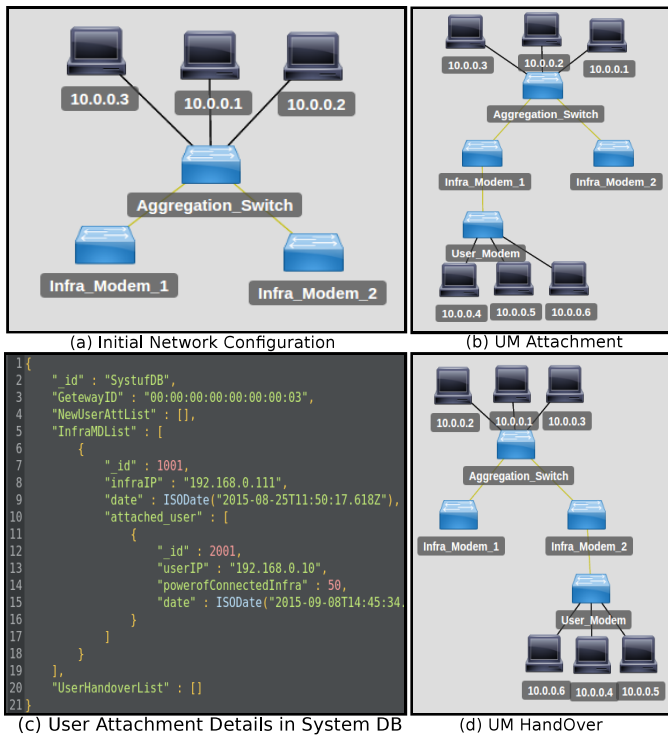 10.0.0.3
10.0.0.1
10.0.0.2
Aggregation_Switch
Infra_Modem_1
Infra_Modem_2
(a) Initial Network Configuration
10.0.0.3
10.0.0.2
10.0.0.1
Aggregation_Switch
Infra_Modem_1
Infra_Modem_2
User_Modem
10.0.0.4
10.0.0.5
10.0.0.6
(b) UM Attachment
1 {
2 "_id" : "SystufDB",
3 "GetewayID" : "00:00:00:00:00:00:00:03",
4 "NewUserAttList" : [],
5 "InfraMDList" : [
6 {
7 "_id" : 1001,
8 "infraIP" : "192.168.0.111",
9 "date" : ISODate("2015-08-25T11:50:17.618Z"),
10 "attached_user" : [
11 {
12 "_id" : 2001,
13 "userIP" : "192.168.0.10",
14 "powerofConnectedInfra" : 50,
15 "date" : ISODate("2015-09-08T14:45:34.
16 }
17 ]
18 }
19 ],
20 "UserHandoverList" : []
21 }
(c) User Attachment Details in System DB
10.0.0.2
10.0.0.1
10.0.0.3
Aggregation_Switch
Infra_Modem_1
Infra_Modem_2
User_Modem
10.0.0.6
10.0.0.4
10.0.0.5
(d) UM HandOver